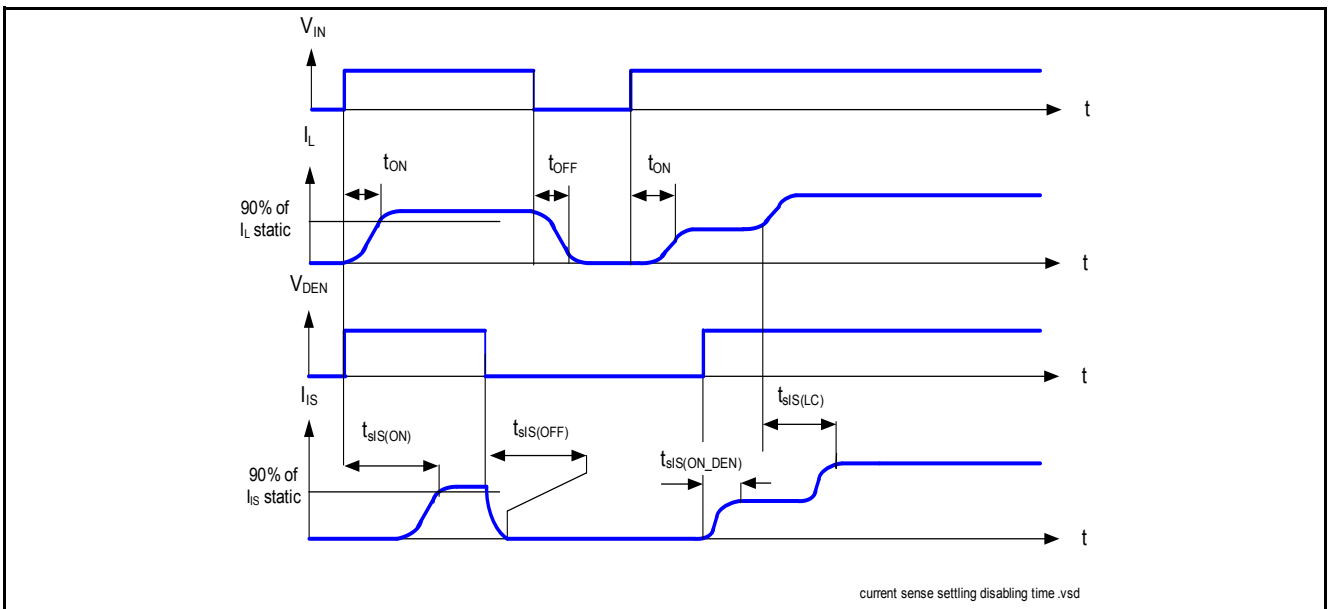 V_IN
t
I_L
t_ON
t_OFF
t_ON
90% of
I_L static
t
V_DEN
t
I_IS
t_sIS(ON)
t_sIS(OFF)
t_sIS(LC)
t_sIS(ON_DEN)
90% of
I_IS static
t
current sense settling disabling time .vsd